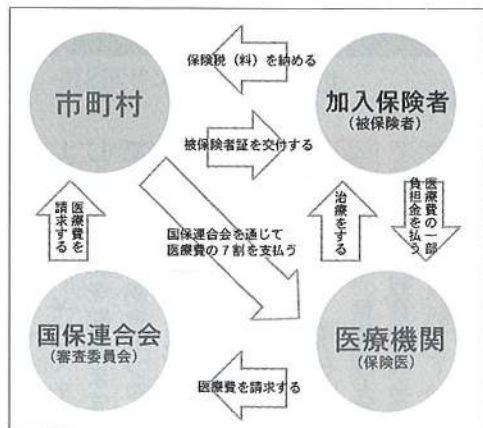 保険税（料）を納める
市町村
加入保険者
（被保険者）
被保険者証を交付する
医療費を
請求する
国保連合会を通じて
医療費の７割を支払う
治療をする
医療費の一部
負担金を払う
国保連合会
（審査委員会）
医療機関
（保険医）
医療費を請求する